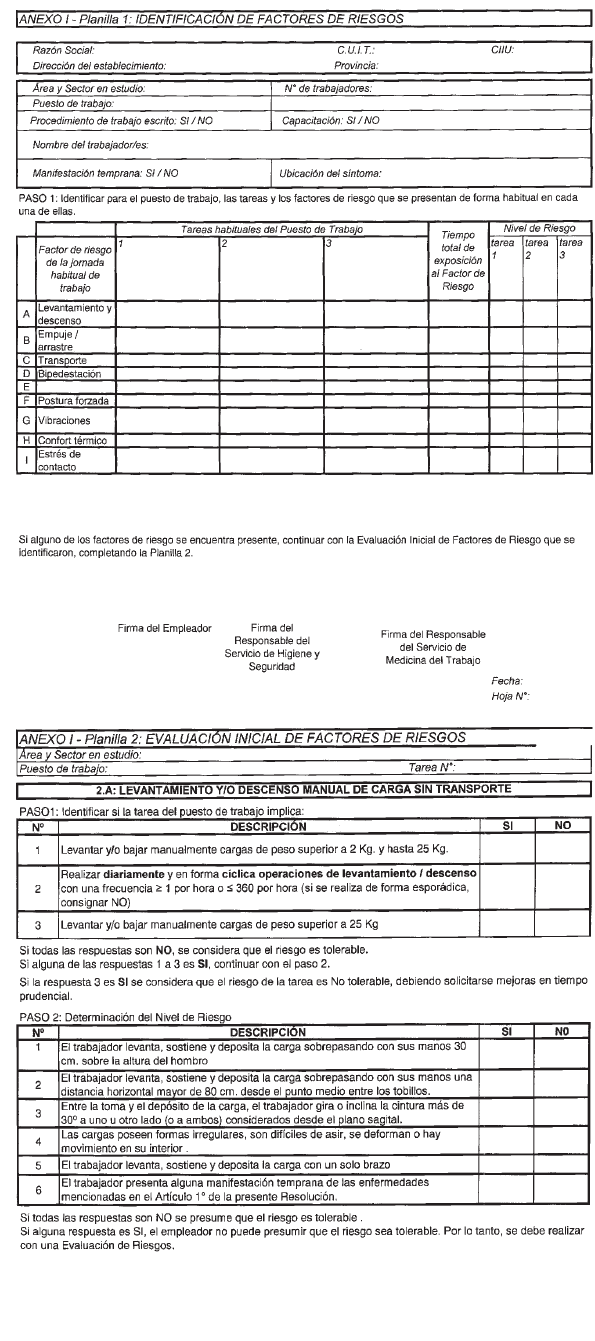 ANEXO I - Planilla 1: IDENTIFICACIÓN DE FACTORES DE RIESGOS
Razón Social: C.U.I.T.: CIIU:
Dirección del establecimiento: Provincia:
Área y Sector en estudio: N° de trabajadores:
Puesto de trabajo:
Procedimiento de trabajo escrito: SI / NO Capacitación: SI / NO
Nombre del trabajador/es:
Manifestación temprana: SI / NO Ubicación del síntoma:
PASO 1: Identificar para el puesto de trabajo, las tareas y los factores de riesgo que se presentan de forma habitual en cada
una de ellas.
Factor de riesgo
de la jornada
habitual de
trabajo
Tareas habituales del Puesto de Trabajo
1 2 3
Tiempo
total de
exposición
al Factor de
Riesgo
Nivel de Riesgo
tarea
1
tarea
2
tarea
3
A Levantamiento y
descenso
B Empuje /
arrastre
C Transporte
D Bipedestación
E
F Postura forzada
G Vibraciones
H Confort térmico
I Estrés de
contacto
Si alguno de los factores de riesgo se encuentra presente, continuar con la Evaluación Inicial de Factores de Riesgo que se
identificaron, completando la Planilla 2.
Firma del Empleador
Firma del
Responsable del
Servicio de Higiene y
Seguridad
Firma del Responsable
del Servicio de
Medicina del Trabajo
Fecha:
Hoja N°:
ANEXO I - Planilla 2: EVALUACIÓN INICIAL DE FACTORES DE RIESGOS
Área y Sector en estudio:
Puesto de trabajo: Tarea N°:
2.A: LEVANTAMIENTO Y/O DESCENSO MANUAL DE CARGA SIN TRANSPORTE
PASO1: Identificar si la tarea del puesto de trabajo implica:
Nº DESCRIPCIÓN SI NO
1 Levantar y/o bajar manualmente cargas de peso superior a 2 Kg. y hasta 25 Kg.
2 Realizar diariamente y en forma cíclica operaciones de levantamiento / descenso
con una frecuencia ≥ 1 por hora o ≤ 360 por hora (si se realiza de forma esporádica,
consignar NO)
3 Levantar y/o bajar manualmente cargas de peso superior a 25 Kg
Si todas las respuestas son NO, se considera que el riesgo es tolerable.
Si alguna de las respuestas 1 a 3 es SI, continuar con el paso 2.
Si la respuesta 3 es SI se considera que el riesgo de la tarea es No tolerable, debiendo solicitarse mejoras en tiempo
prudencial.
PASO 2: Determinación del Nivel de Riesgo
Nº DESCRIPCIÓN SI N0
1 El trabajador levanta, sostiene y deposita la carga sobrepasando con sus manos 30
cm. sobre la altura del hombro
2 El trabajador levanta, sostiene y deposita la carga sobrepasando con sus manos una
distancia horizontal mayor de 80 cm. desde el punto medio entre los tobillos.
3 Entre la toma y el depósito de la carga, el trabajador gira o inclina la cintura más de
30º a uno u otro lado (o a ambos) considerados desde el plano sagital.
4 Las cargas poseen formas irregulares, son difíciles de asir, se deforman o hay
movimiento en su interior .
5 El trabajador levanta, sostiene y deposita la carga con un solo brazo
6 El trabajador presenta alguna manifestación temprana de las enfermedades
mencionadas en el Artículo 1º de la presente Resolución.
Si todas las respuestas son NO se presume que el riesgo es tolerable .
Si alguna respuesta es SI, el empleador no puede presumir que el riesgo sea tolerable. Por lo tanto, se debe realizar
con una Evaluación de Riesgos.